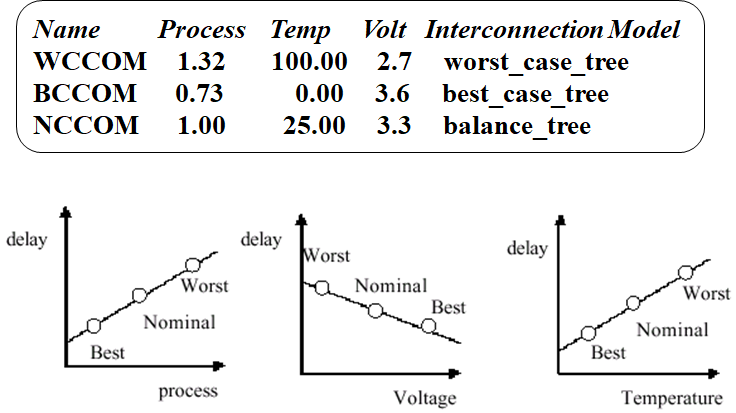 Name Process Temp Volt Interconnection Model
WCCOM 1.32 100.00 2.7 worst_case_tree
BCCOM 0.73 0.00 3.6 best_case_tree
NCCOM 1.00 25.00 3.3 balance_tree
delay
Worst
Nominal
Best
process
delay
Worst
Nominal
Best
Voltage
delay
Worst
Nominal
Best
Temperature